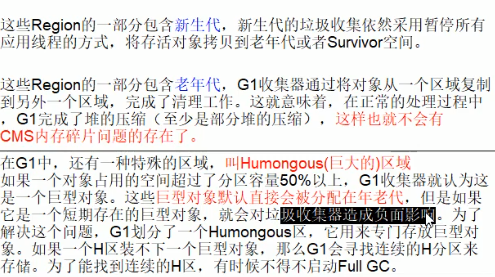 这些Region的一部分包含新生代，新生代的垃圾收集依然采用暂停所有
应用线程的方式，将存活对象拷贝到老年代或者Survivor空间。
这些Region的一部分包含老年代，G1收集器通过将对象从一个区域复制
到另外一个区域，完成了清理工作。这就意味着，在正常的处理过程中
，G1完成了堆的压缩（至少是部分堆的压缩），这样也就不会有
CMS内存碎片问题的存在了。
在G1中，还有一种特殊的区域，叫Humongous(巨大的)区域
如果一个对象占用的空间超过了分区容量50%以上，G1收集器就认为这
是一个巨型对象。这些巨型对象默认直接会被分配在年老代，但是如果
它是一个短期存在的巨型对象，就会对垃圾收集器造成负面影响。为了
解决这个问题，G1划分了一个Humongous区，它用来专门存放巨型对
象。如果一个H区装不下一个巨型对象，那么G1会寻找连续的H分区来
存储。为了能找到连续的H区，有时候不得不启动Full GC。